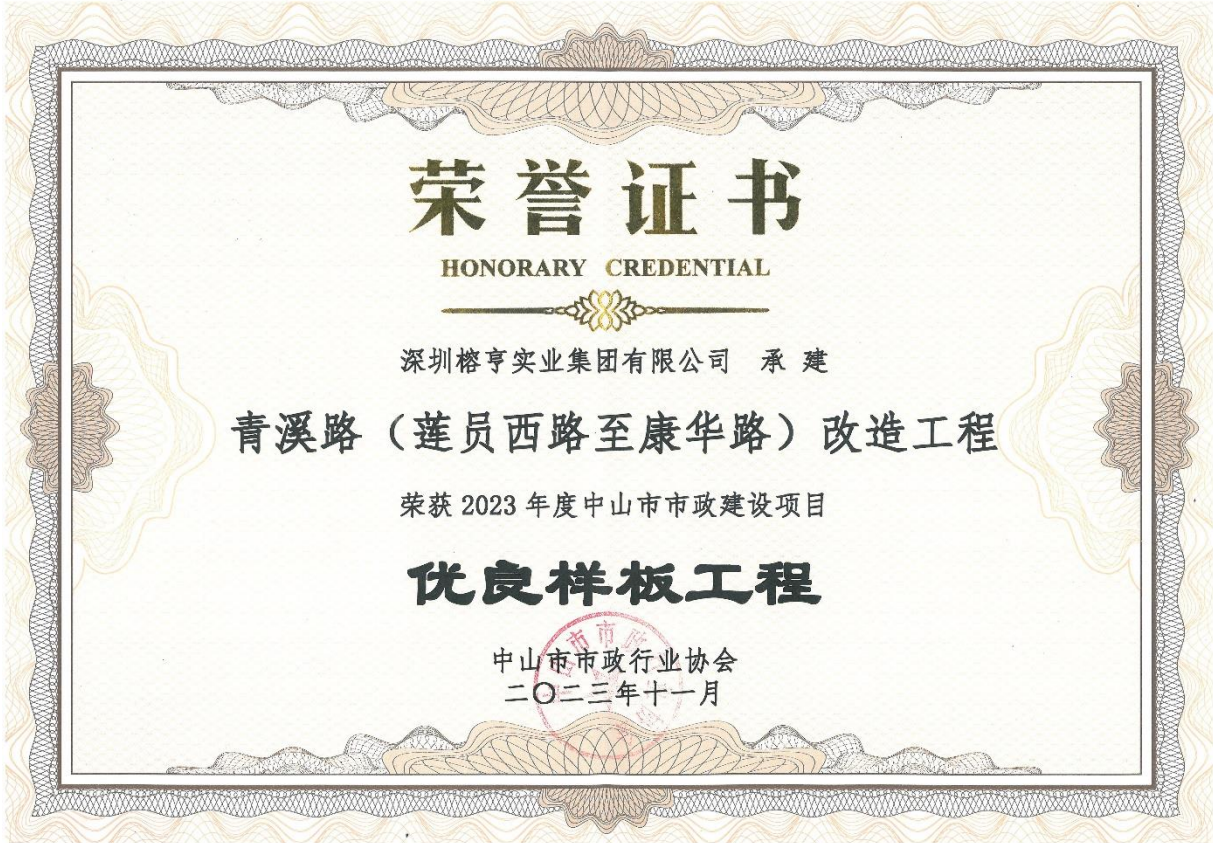 荣誉证书
HONORARY CREDENTIAL
深圳榕亨实业集团有限公司 承 建
青溪路（莲员西路至康华路）改造工程
荣获 2023 年度中山市市政建设项目
优良样板工程
中山市市政行业协会
二〇二三年十一月